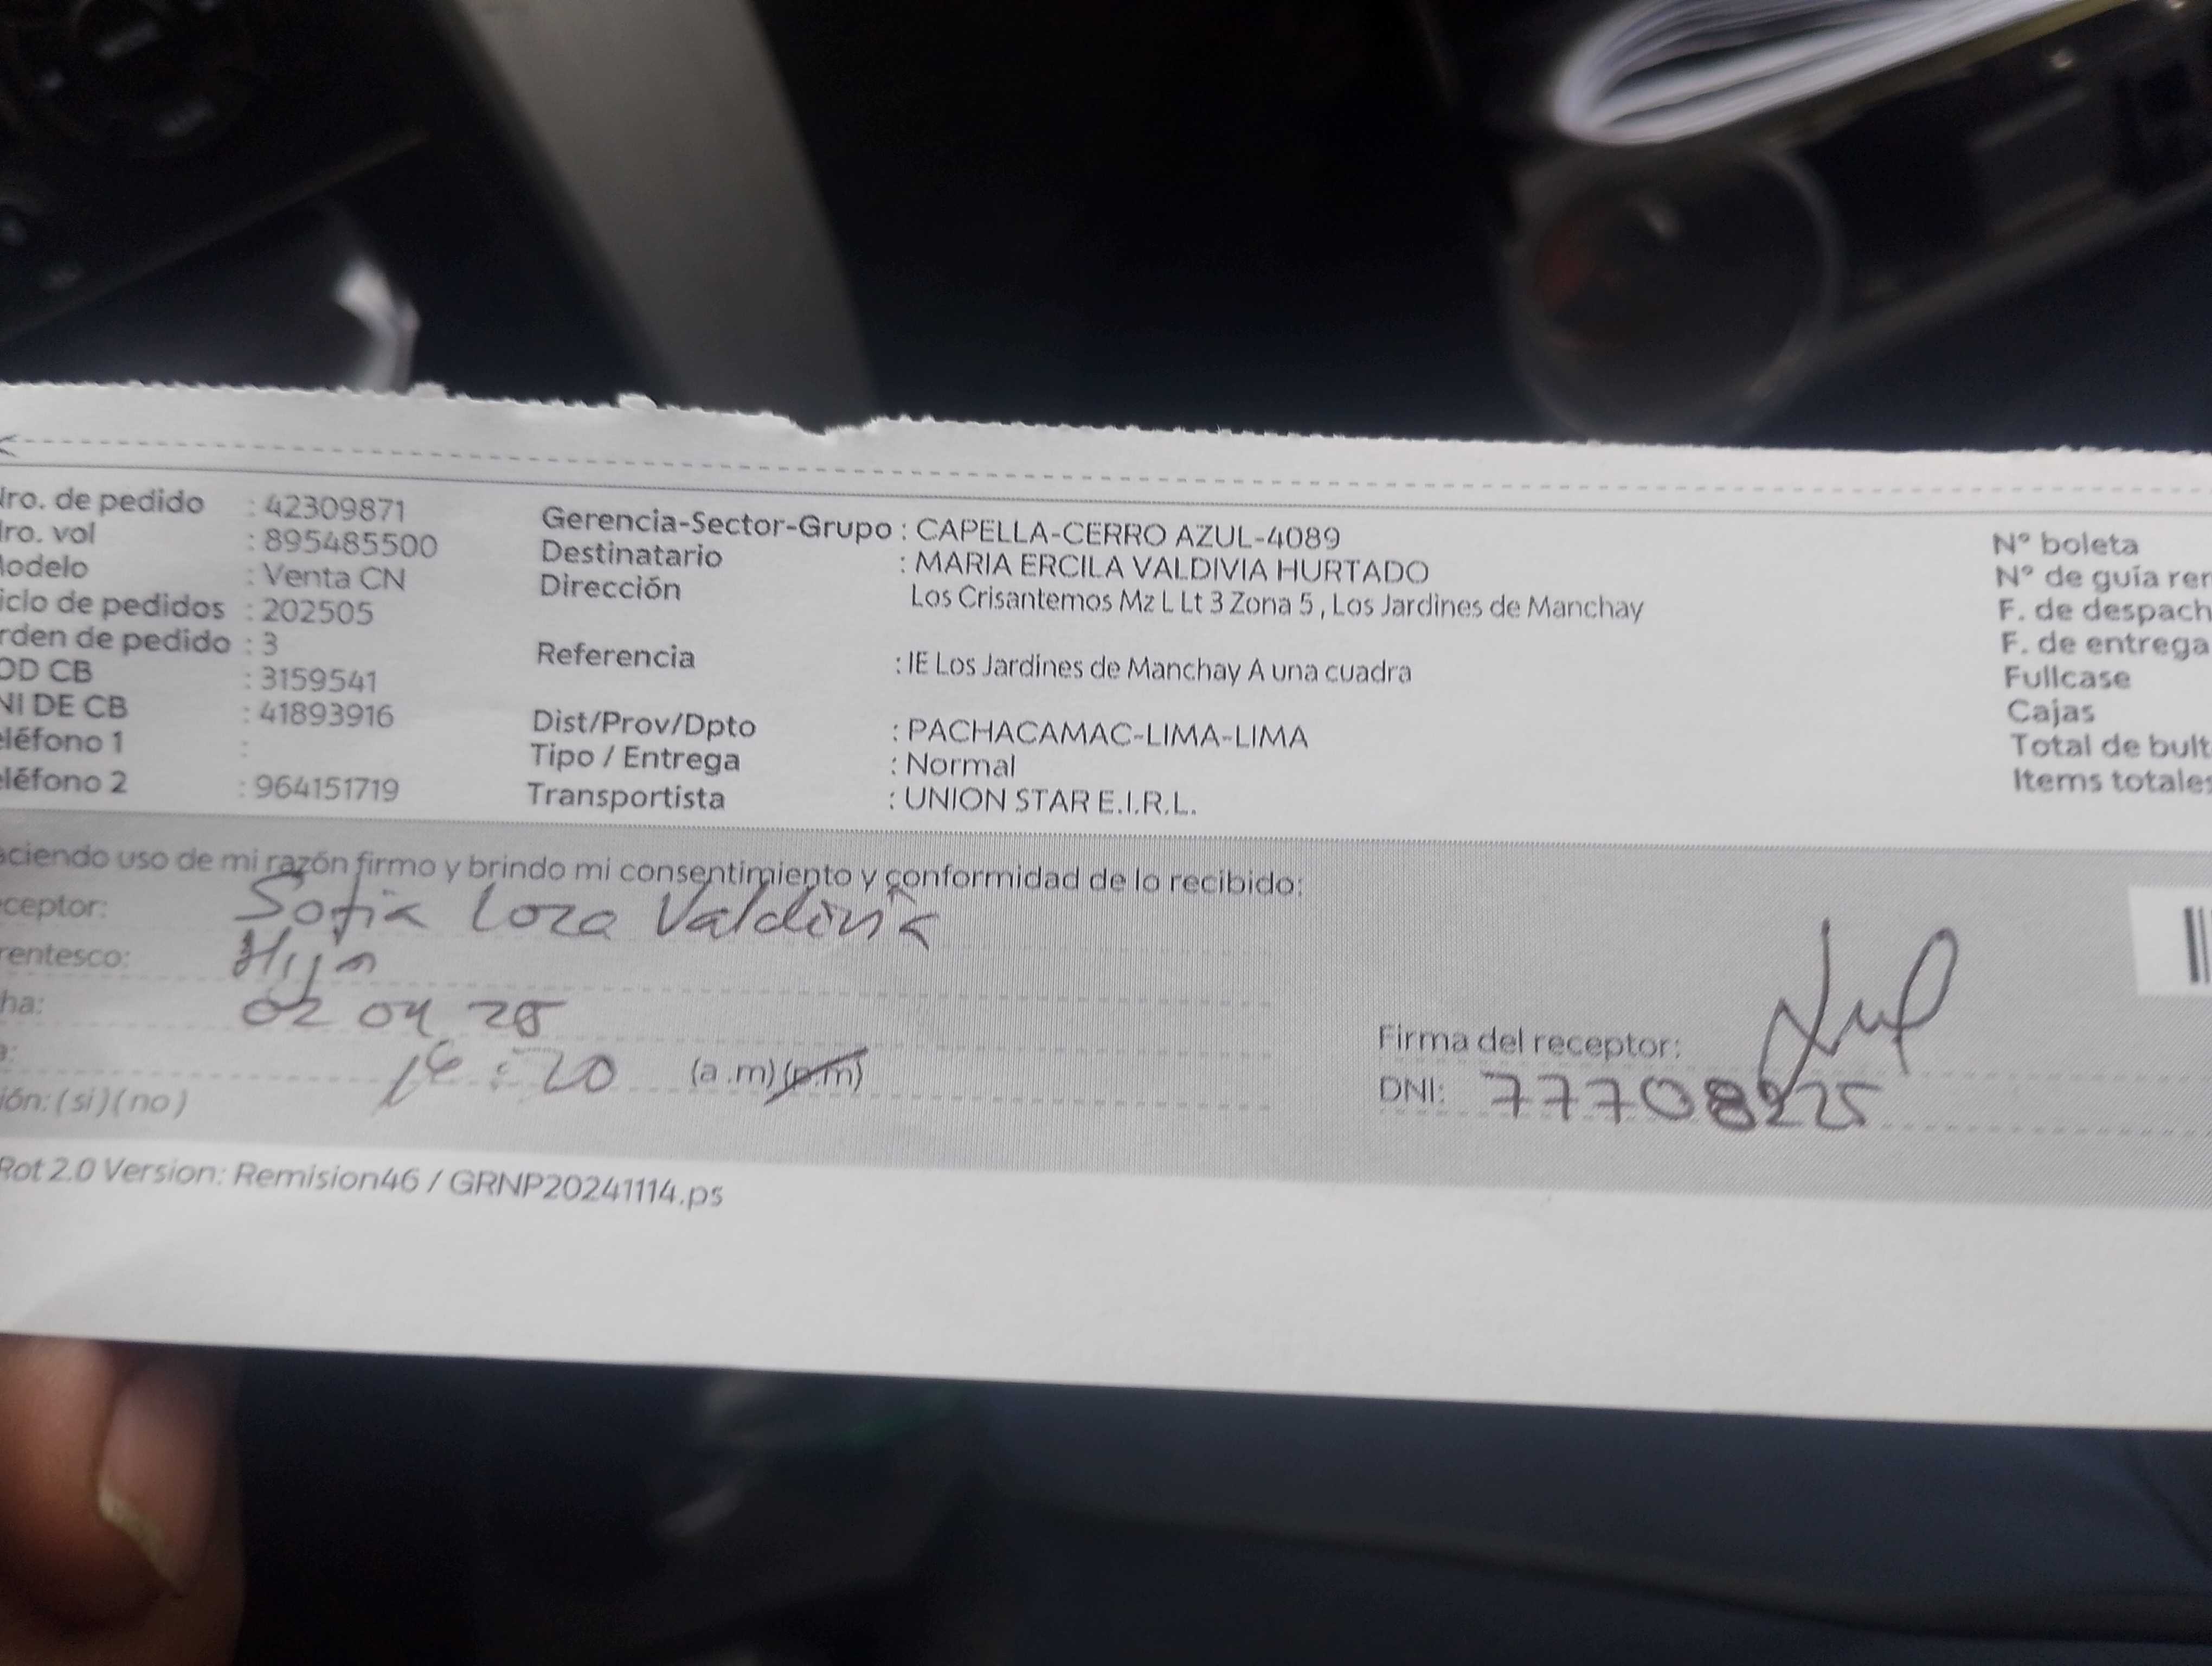 Nro. de pedido : 42309871
Nro. vol : 895485500
Modelo : Venta CN
iclo de pedidos : 202505
rden de pedido : 3
OD CB : 3159541
NI DE CB : 41893916
eléfono 1 :
eléfono 2 : 964151719
Gerencia-Sector-Grupo : CAPELLA-CERRO AZUL-4089
Destinatario : MARIA ERCILA VALDIVIA HURTADO
Dirección Los Crisantemos Mz L Lt 3 Zona 5 , Los Jardines de Manchay
Referencia : IE Los Jardines de Manchay A una cuadra
Dist/Prov/Dpto : PACHACAMAC-LIMA-LIMA
Tipo / Entrega : Normal
Transportista : UNION STAR E.I.R.L.
N° boleta
N° de guía rer
F. de despach
F. de entrega
Fullcase
Cajas
Total de bult
Items totales
aciendo uso de mi razón firmo y brindo mi consentimiento y conformidad de lo recibido:
ceptor: Sofia Loza Valdivia
rentesco: Hija
ha: 02 04 25
a: :20 (a.m) (p.m)
ión: (si) (no)
Firma del receptor:
DNI: 77708225
Rot 2.0 Version: Remision46 / GRNP20241114.ps